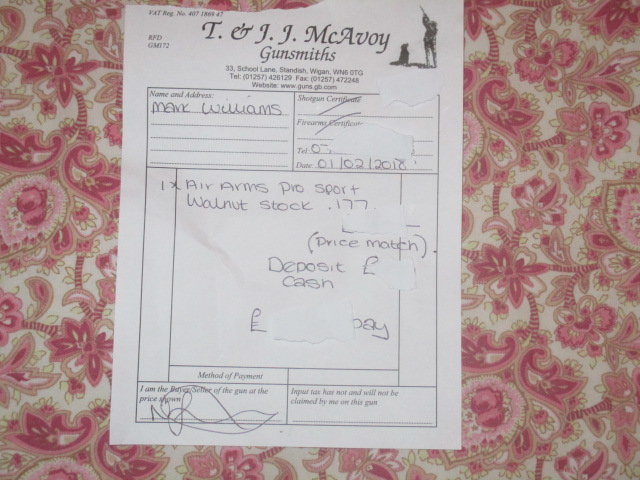 VAT Reg. No. 407 1869 47
T. & J. J. McAvoy
RFD
GM172
Gunsmiths
33, School Lane, Standish, Wigan, WN6 0TG
Tel: (01257) 426129 Fax: (01257) 472248
Website: www.guns.gb.com
Name and Address:
Mark Williams
Shotgun Certificate
Firearms Certificate
Tel: 0
Date: 01/02/2018
1 x Air Arms Pro Sport
Walnut Stock .177
(Price match).
Deposit £
Cash
£ pay
Method of Payment
I am the Buyer/Seller of the gun at the
price shown
Input tax has not and will not be
claimed by me on this gun